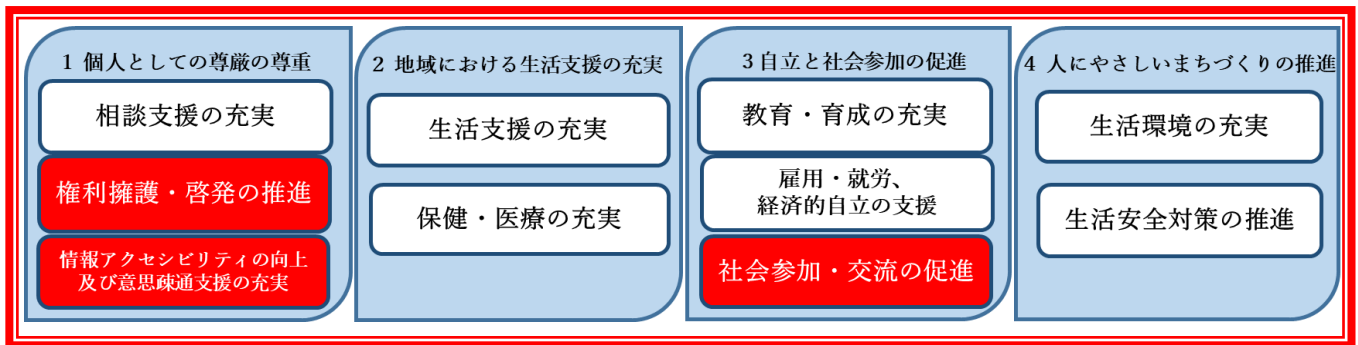 1 個人としての尊厳の尊重
相談支援の充実
権利擁護・啓発の推進
情報アクセシビリティの向上
及び意思疎通支援の充実
2 地域における生活支援の充実
生活支援の充実
保健・医療の充実
3自立と社会参加の促進
教育・育成の充実
雇用・就労、
経済的自立の支援
社会参加・交流の促進
4 人にやさしいまちづくりの推進
生活環境の充実
生活安全対策の推進